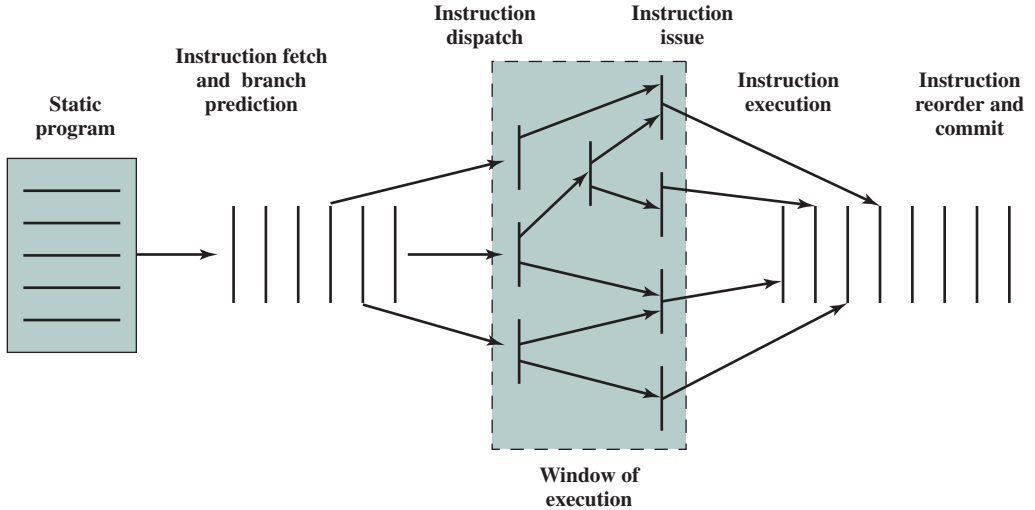 Static
program
Instruction fetch
and branch
prediction
Instruction
dispatch
Instruction
issue
Instruction
execution
Instruction
reorder and
commit
Window of
execution